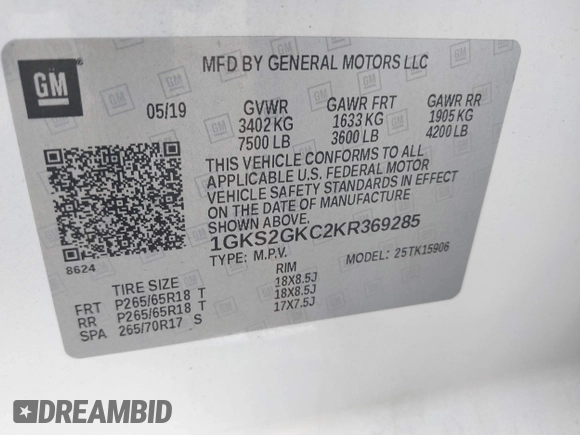 GM
MFD BY GENERAL MOTORS LLC
05/19
GVWR GAWR FRT GAWR RR
3402 KG 1633 KG 1905 KG
7500 LB 3600 LB 4200 LB
THIS VEHICLE CONFORMS TO ALL
APPLICABLE U.S. FEDERAL MOTOR
VEHICLE SAFETY STANDARDS IN EFFECT
ON THE DATE OF MANUFACTURE
SHOWN ABOVE.
1GKS2GKC2KR369285
TYPE: M.P.V. MODEL: 25TK15906
8624
TIRE SIZE RIM
FRT P265/65R18 T 18X8.5J
RR P265/65R18 T 18X8.5J
SPA 265/70R17 S 17X7.5J
DREAMBID